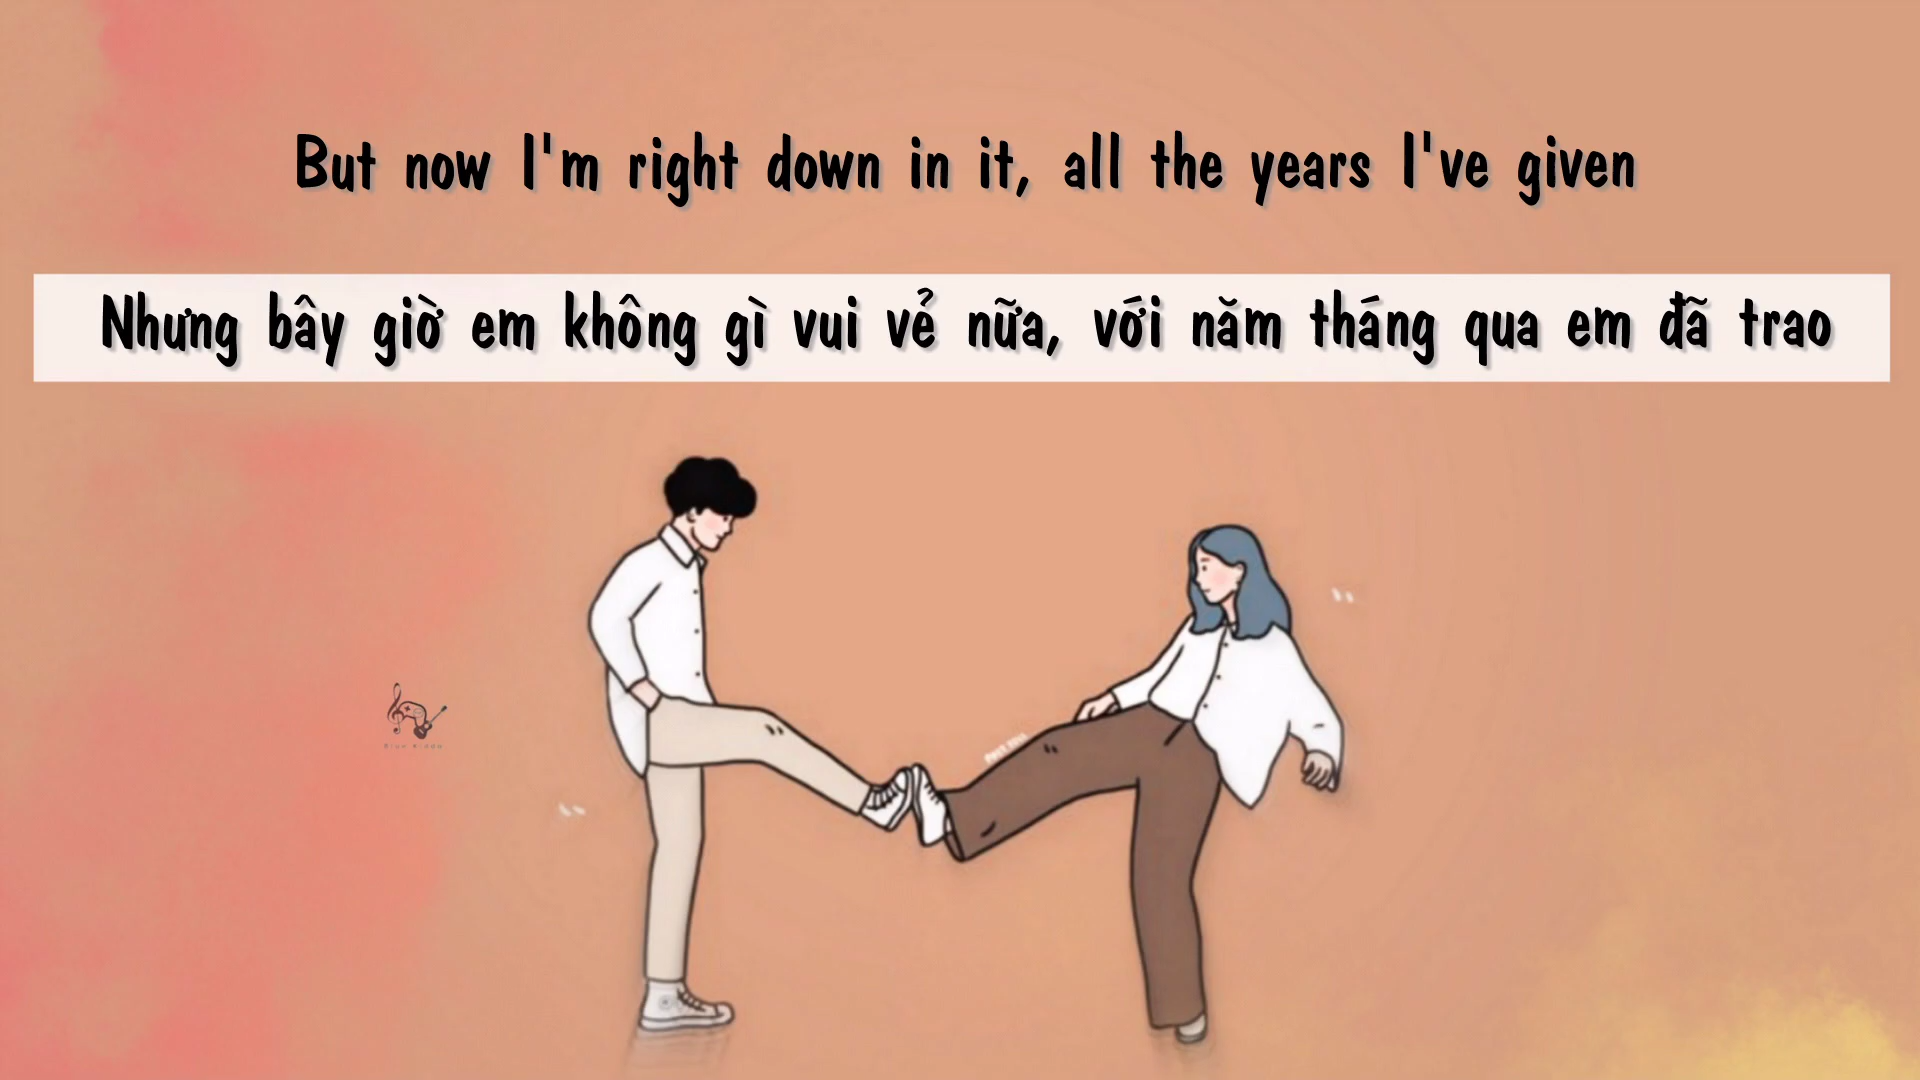 But now I'm right down in it, all the years I've given
Nhưng bây giờ em không gì vui vẻ nữa, với năm tháng qua em đã trao